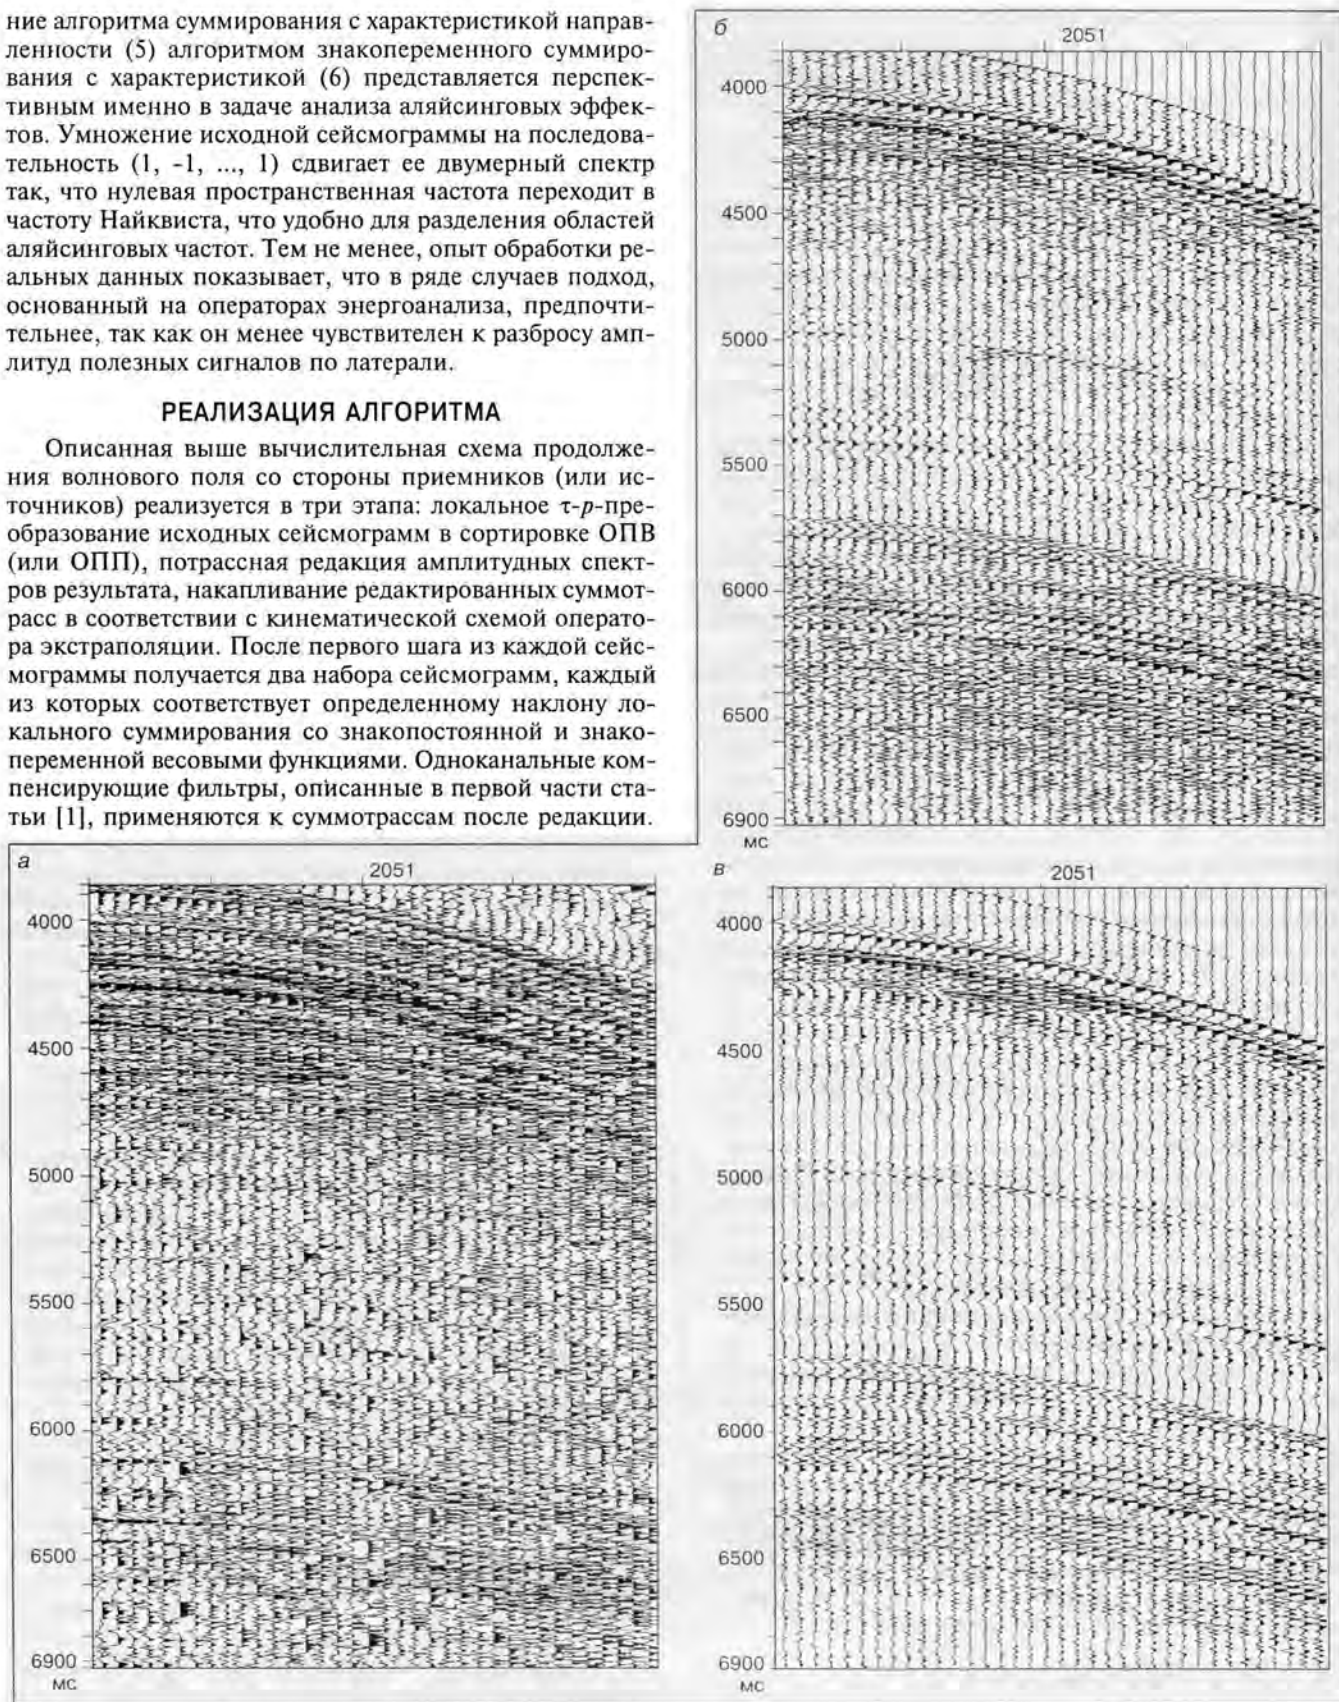 ние алгоритма суммирования с характеристикой направ-
ленности (5) алгоритмом знакопеременного суммиро-
вания с характеристикой (6) представляется перспек-
тивным именно в задаче анализа аляйсинговых эффек-
тов. Умножение исходной сейсмограммы на последова-
тельность (1, -1, ..., 1) сдвигает ее двумерный спектр
так, что нулевая пространственная частота переходит в
частоту Найквиста, что удобно для разделения областей
аляйсинговых частот. Тем не менее, опыт обработки ре-
альных данных показывает, что в ряде случаев подход,
основанный на операторах энергоанализа, предпочти-
тельнее, так как он менее чувствителен к разбросу амп-
литуд полезных сигналов по латерали.
РЕАЛИЗАЦИЯ АЛГОРИТМА
Описанная выше вычислительная схема продолже-
ния волнового поля со стороны приемников (или ис-
точников) реализуется в три этапа: локальное τ-p-пре-
образование исходных сейсмограмм в сортировке ОПВ
(или ОПП), потрассная редакция амплитудных спект-
ров результата, накапливание редактированных суммот-
расс в соответствии с кинематической схемой операто-
ра экстраполяции. После первого шага из каждой сейс-
мограммы получается два набора сейсмограмм, каждый
из которых соответствует определенному наклону ло-
кального суммирования со знакопостоянной и знако-
переменной весовыми функциями. Одноканальные ком-
пенсирующие фильтры, описанные в первой части ста-
тьи [1], применяются к суммотрассам после редакции.
б
2051
4000
4500
5000
5500
6000
6500
6900
мс
а
2051
4000
4500
5000
5500
6000
6500
6900
мс
в
2051
4000
4500
5000
5500
6000
6500
6900
мс